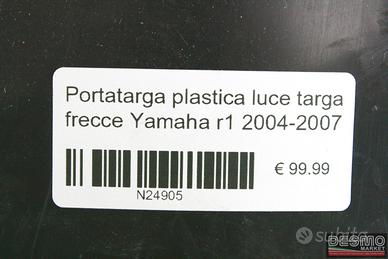 Portatarga plastica luce targa
frecce Yamaha r1 2004-2007
€ 99.99
N24905
subito
DESMO
MARKET